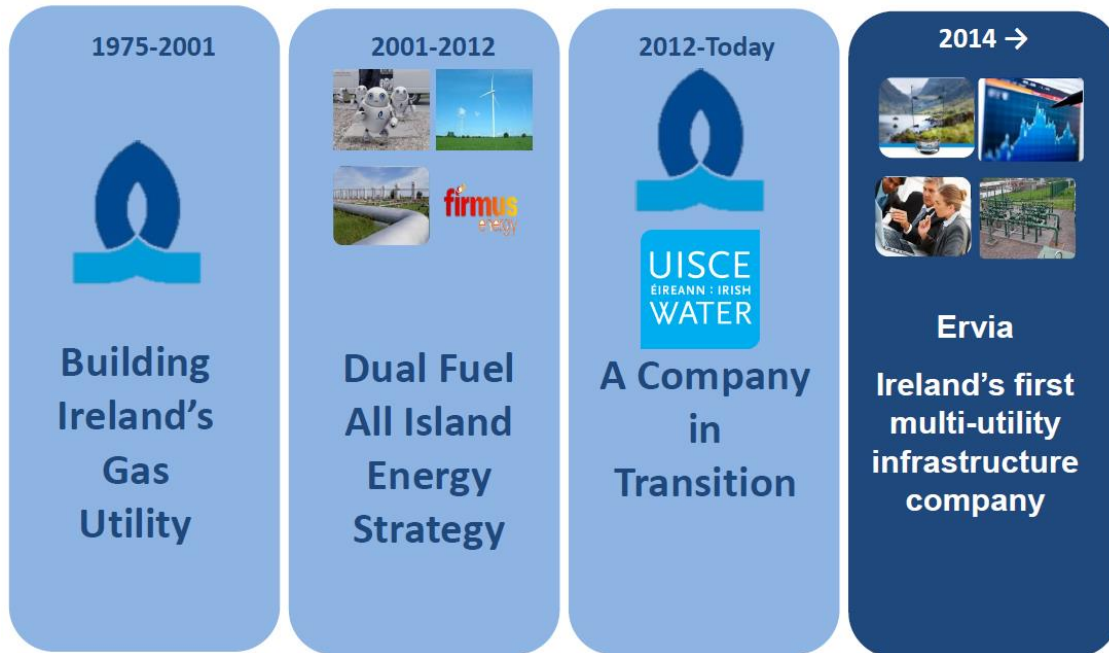 1975-2001
Building
Ireland’s
Gas
Utility
2001-2012
firmus
energy
Dual Fuel
All Island
Energy
Strategy
2012-Today
UISCE
ÉIREANN : IRISH
WATER
A Company
in
Transition
2014 →
Ervia
Ireland’s first
multi-utility
infrastructure
company